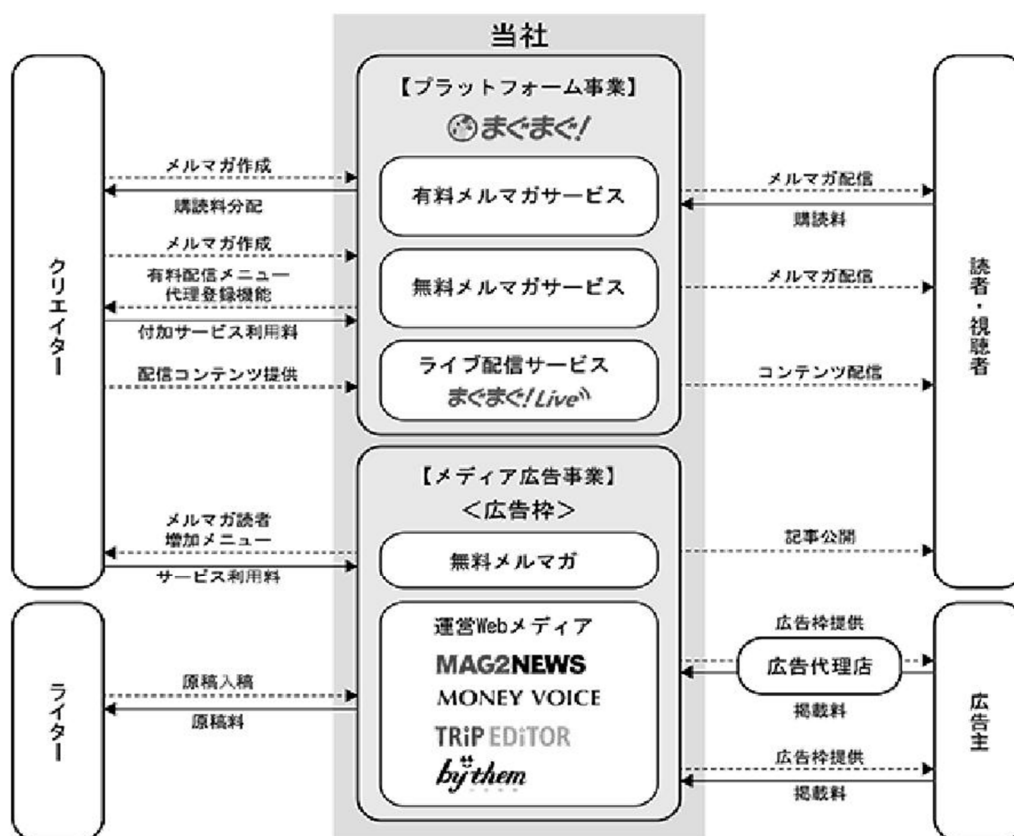 当社
【プラットフォーム事業】
まぐまぐ!
メルマガ作成
購読料分配
有料メルマガサービス
メルマガ配信
購読料
メルマガ作成
有料配信メニュー
代理登録機能
付加サービス利用料
無料メルマガサービス
メルマガ配信
配信コンテンツ提供
ライブ配信サービス
まぐまぐ!Live
コンテンツ配信
クリエイター
読者・視聴者
【メディア広告事業】
<広告枠>
メルマガ読者
増加メニュー
サービス利用料
無料メルマガ
記事公開
ライター
原稿入稿
原稿料
運営Webメディア
MAG2NEWS
MONEY VOICE
TRiP EDiTOR
by them
広告枠提供
広告代理店
掲載料
広告枠提供
掲載料
広告主